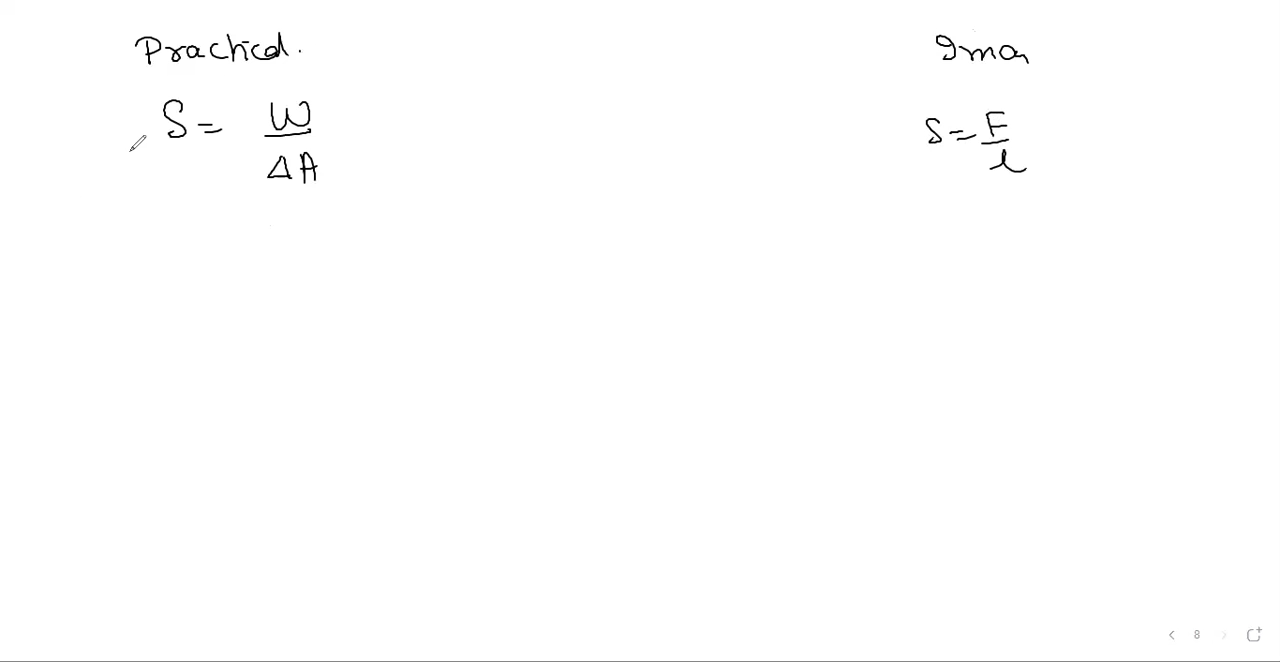 Practical.
Imag
S = W / ΔA
S = F / l
8